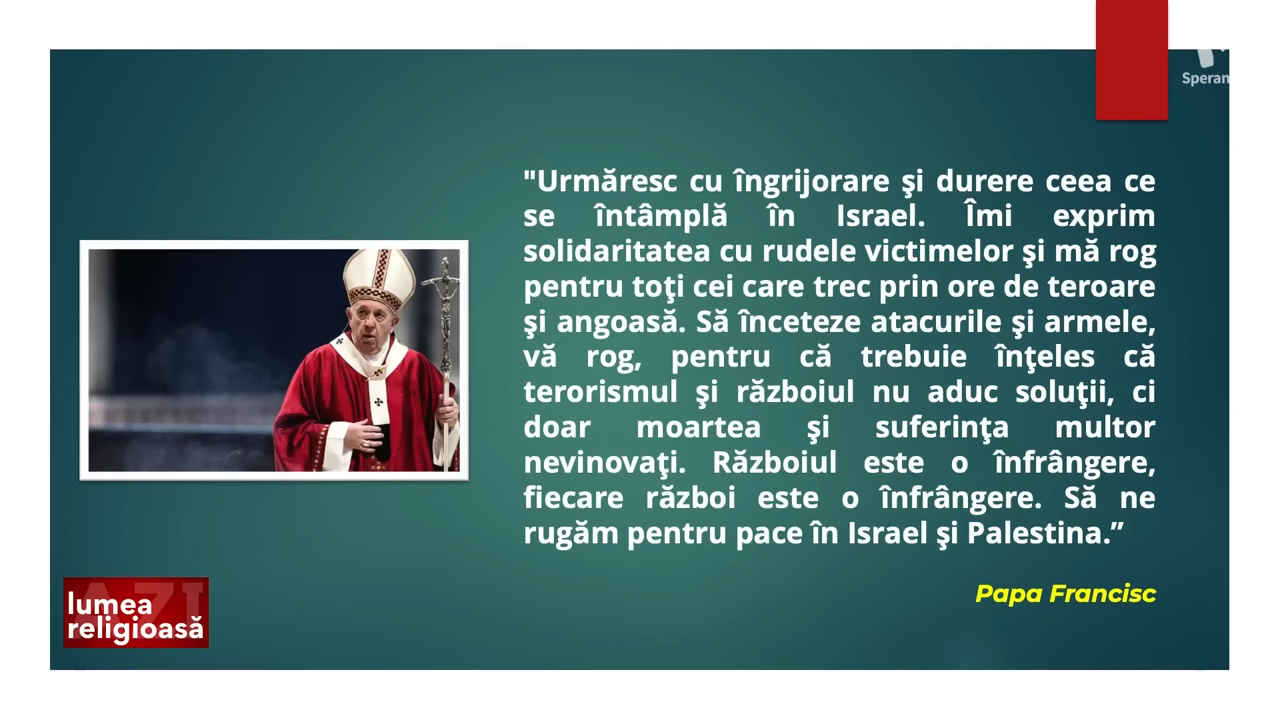 Speran
"Urmăresc cu îngrijorare şi durere ceea ce
se întâmplă în Israel. Îmi exprim
solidaritatea cu rudele victimelor şi mă rog
pentru toţi cei care trec prin ore de teroare
şi angoasă. Să înceteze atacurile şi armele,
vă rog, pentru că trebuie înţeles că
terorismul şi războiul nu aduc soluţii, ci
doar moartea şi suferinţa multor
nevinovaţi. Războiul este o înfrângere,
fiecare război este o înfrângere. Să ne
rugăm pentru pace în Israel şi Palestina.”
Papa Francisc
AZI
lumea
religioasă